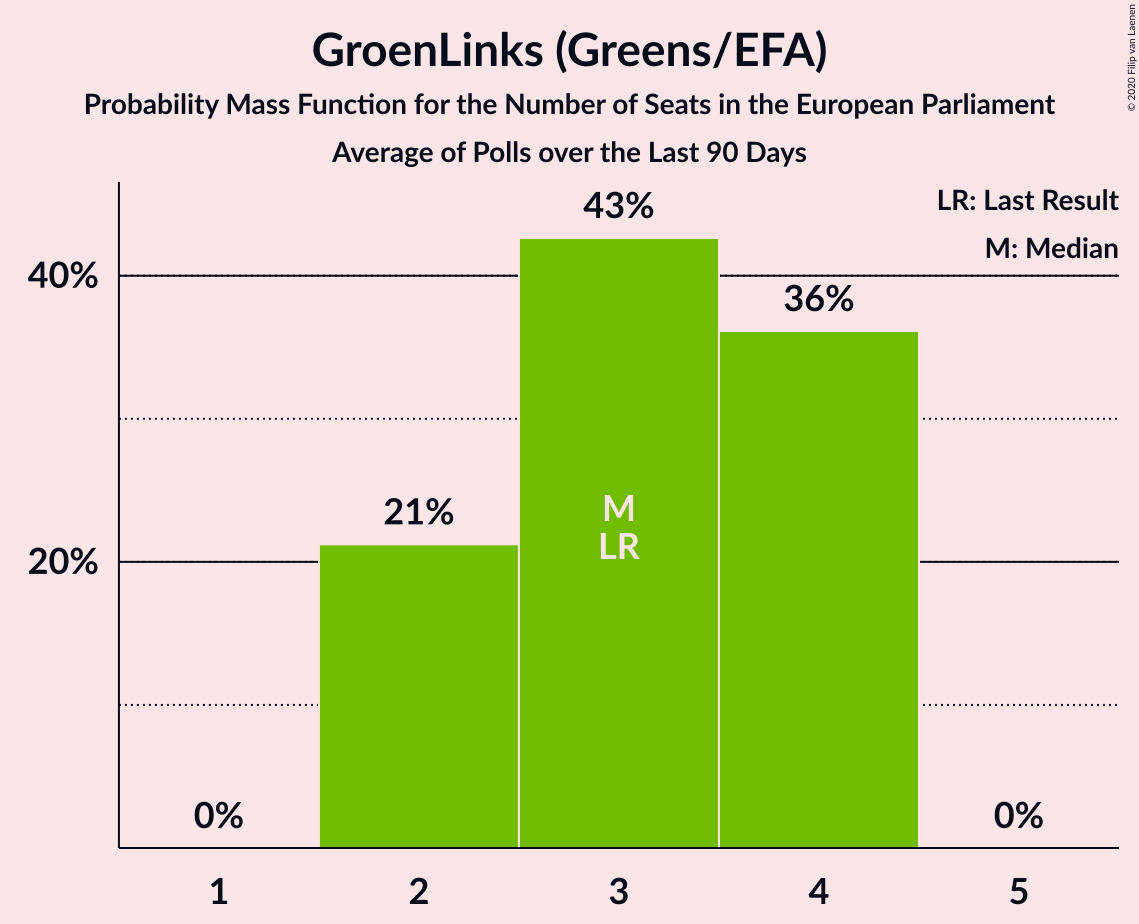 GroenLinks (Greens/EFA)
Probability Mass Function for the Number of Seats in the European Parliament
Average of Polls over the Last 90 Days
© 2020 Filip van Laenen
LR: Last Result
M: Median
43%
40%
36%
21%
M
LR
20%
0%
0%
1 2 3 4 5